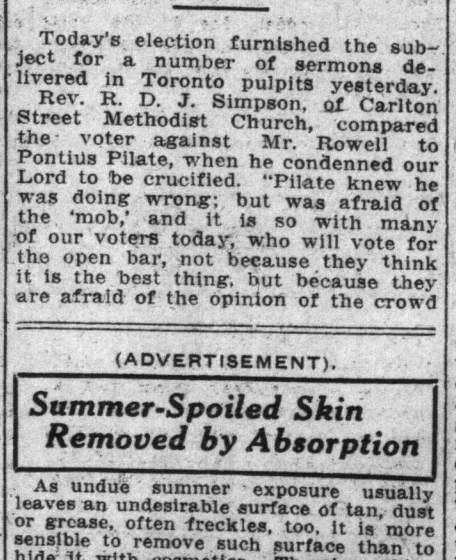 Today's election furnished the sub-
ject for a number of sermons de-
livered in Toronto pulpits yesterday.
Rev. R. D. J. Simpson, of Carlton
Street Methodist Church, compared
the voter against Mr. Rowell to
Pontius Pilate, when he condenned our
Lord to be crucified. "Pilate knew he
was doing wrong; but was afraid of
the 'mob,' and it is so with many
of our voters today, who will vote for
the open bar, not because they think
it is the best thing, but because they
are afraid of the opinion of the crowd
(ADVERTISEMENT).
Summer-Spoiled Skin
Removed by Absorption
As undue summer exposure usually
leaves an undesirable surface of tan, dust
or grease, often freckles, too, it is more
sensible to remove such surface than to
hide it with cosmetics.